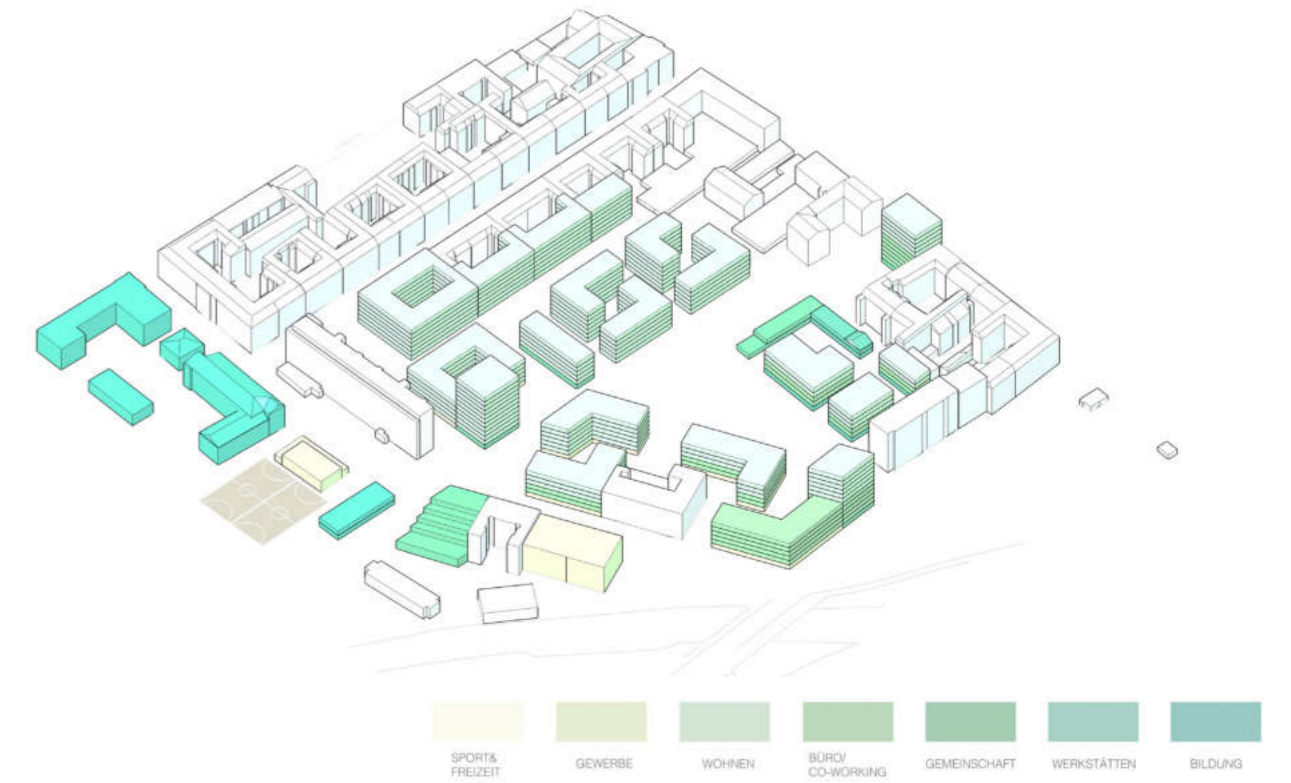 SPORT&
FREIZEIT
GEWERBE
WOHNEN
BÜRO/
CO-WORKING
GEMEINSCHAFT
WERKSTÄTTEN
BILDUNG